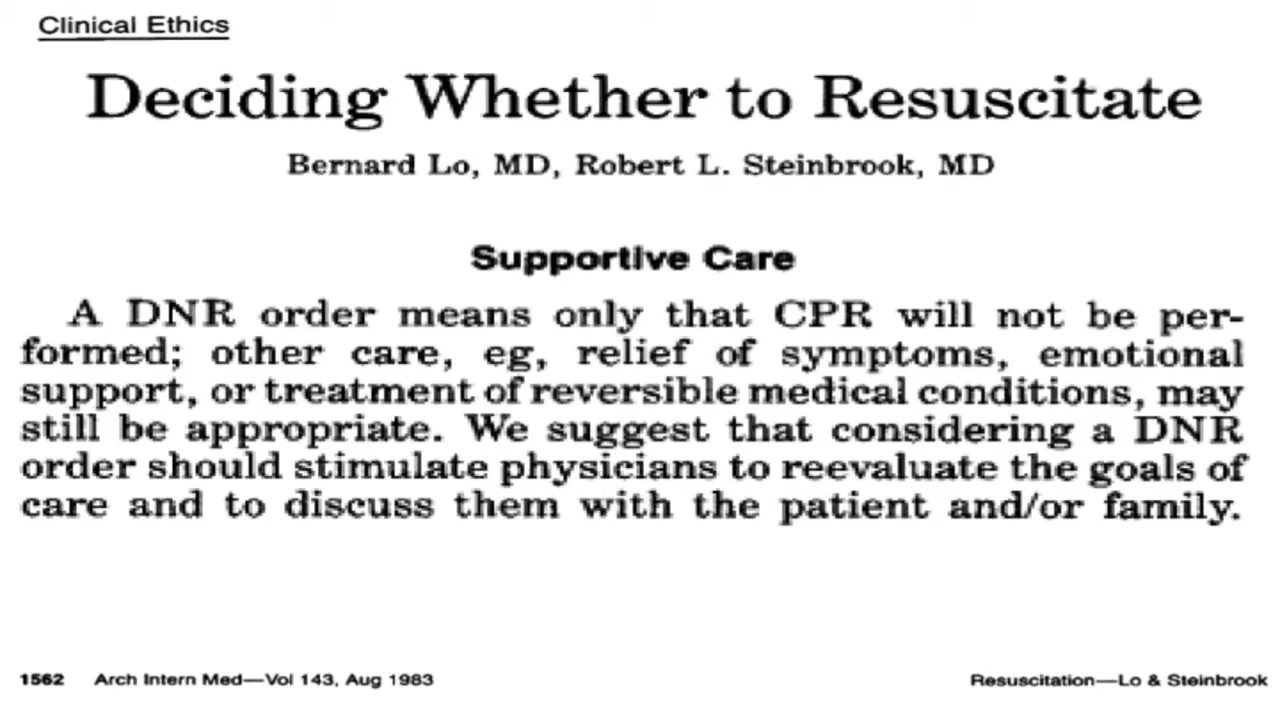 Clinical Ethics
Deciding Whether to Resuscitate
Bernard Lo, MD, Robert L. Steinbrook, MD
Supportive Care
A DNR order means only that CPR will not be per-
formed; other care, eg, relief of symptoms, emotional
support, or treatment of reversible medical conditions, may
still be appropriate. We suggest that considering a DNR
order should stimulate physicians to reevaluate the goals of
care and to discuss them with the patient and/or family.
1562 Arch Intern Med—Vol 143, Aug 1983
Resuscitation—Lo & Steinbrook